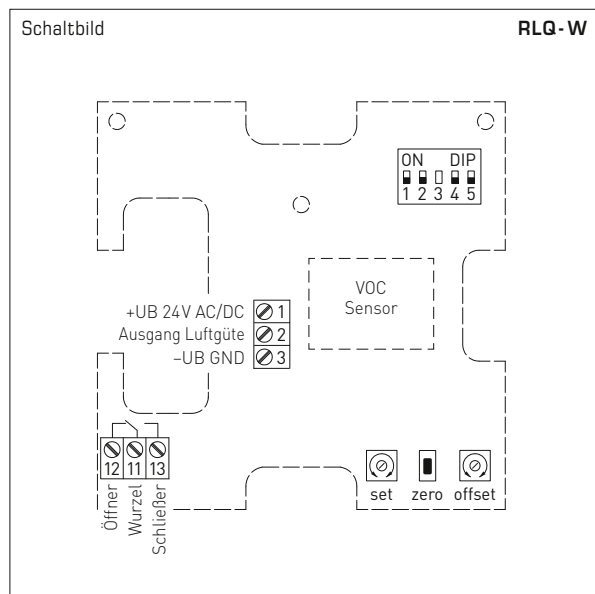 Schaltbild RLQ-W
ON DIP
1 2 3 4 5
VOC
Sensor
+UB 24V AC/DC 1
Ausgang Luftgüte 2
–UB GND 3
12 11 13
Öffner
Wurzel
Schließer
set zero offset